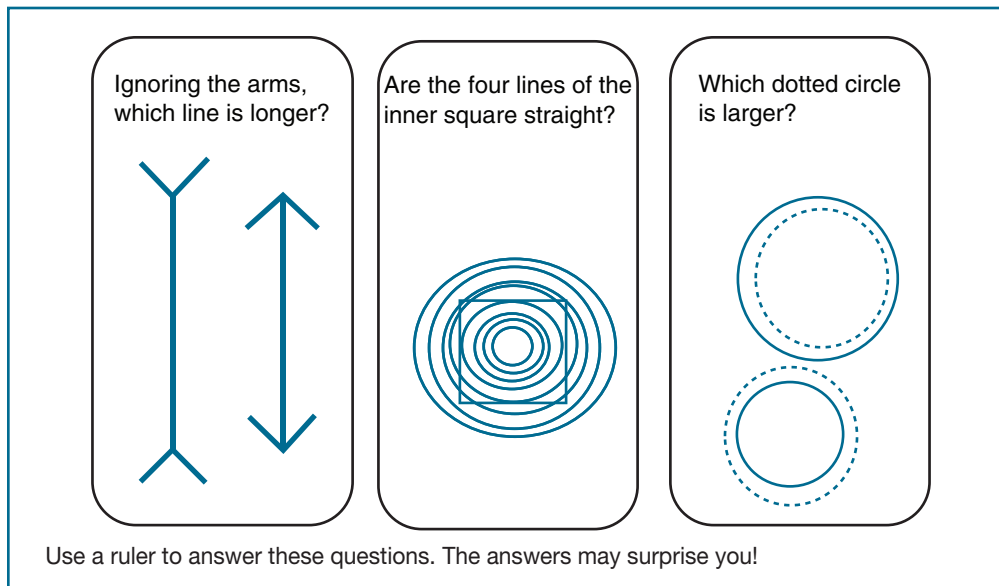 Ignoring the arms,
which line is longer?
Are the four lines of the
inner square straight?
Which dotted circle
is larger?
Use a ruler to answer these questions. The answers may surprise you!